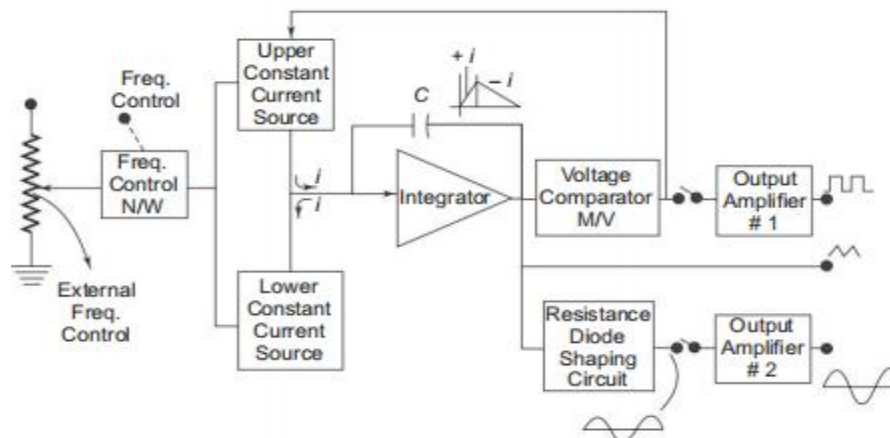 Upper
Constant
Current
Source
+ i
– i
C
Freq.
Control
Freq.
Control
N/W
i
i
Integrator
Voltage
Comparator
M/V
Output
Amplifier
# 1
External
Freq.
Control
Lower
Constant
Current
Source
Resistance
Diode
Shaping
Circuit
Output
Amplifier
# 2